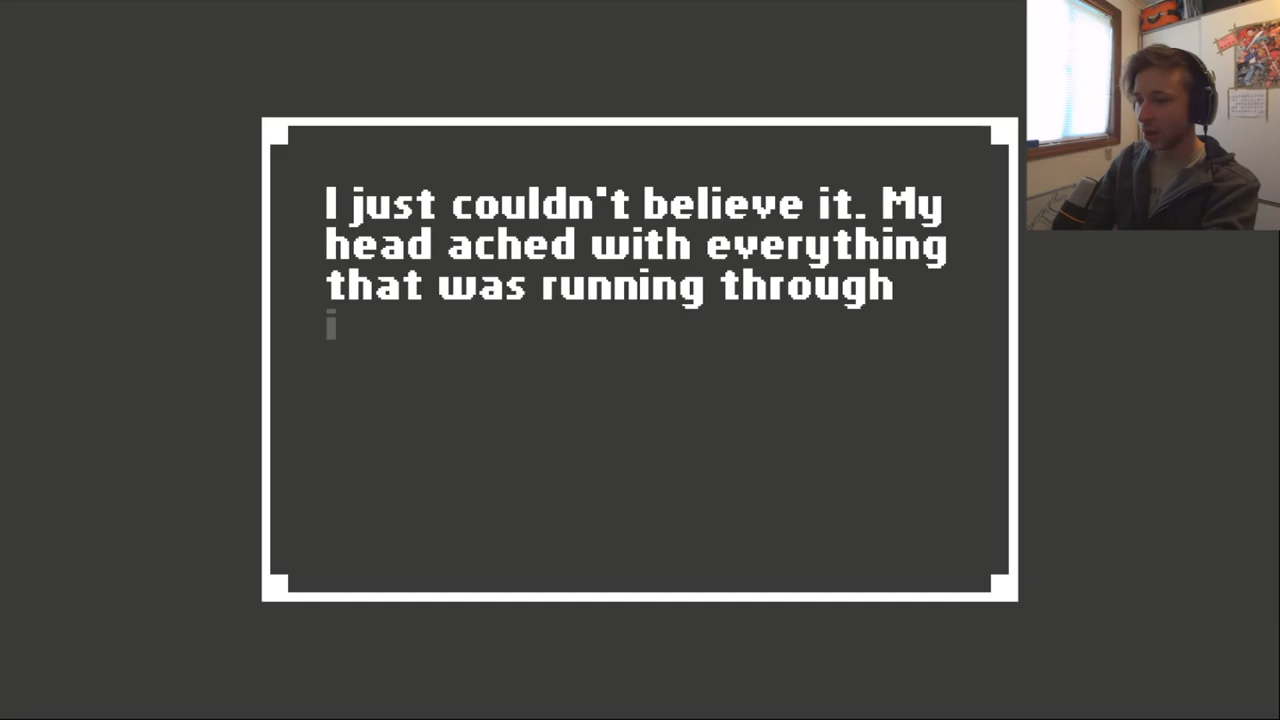 I just couldn't believe it. My
head ached with everything
that was running through
i